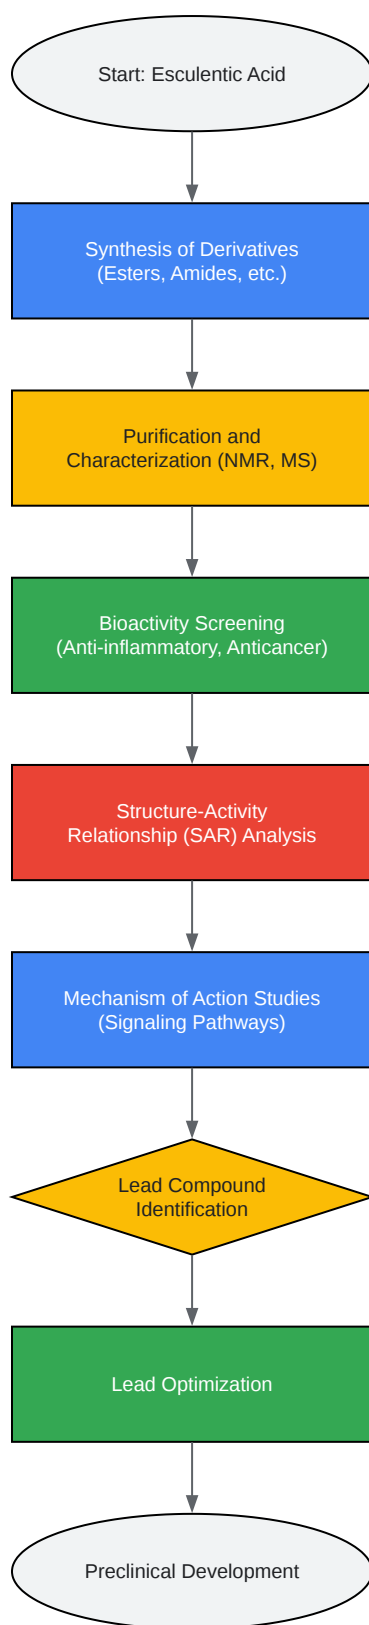 Start: Esculentic Acid
Synthesis of Derivatives
(Esters, Amides, etc.)
Purification and
Characterization (NMR, MS)
Bioactivity Screening
(Anti-inflammatory, Anticancer)
Structure-Activity
Relationship (SAR) Analysis
Mechanism of Action Studies
(Signaling Pathways)
Lead Compound
Identification
Lead Optimization
Preclinical Development